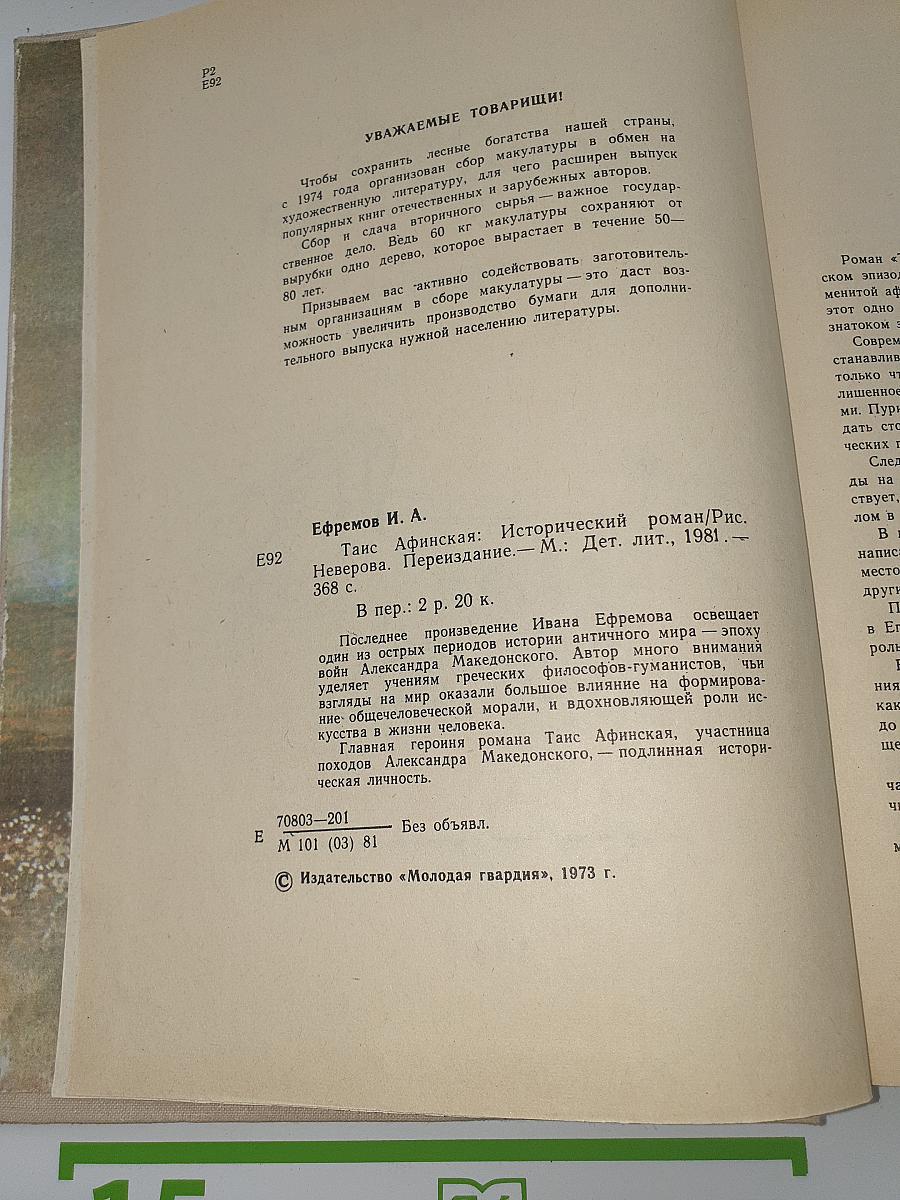 Р2
Е92
УВАЖАЕМЫЕ ТОВАРИЩИ!
Чтобы сохранить лесные богатства нашей страны,
с 1974 года организован сбор макулатуры в обмен на
художественную литературу, для чего расширен выпуск
популярных книг отечественных и зарубежных авторов.
Сбор и сдача вторичного сырья — важное государ-
ственное дело. Ведь 60 кг макулатуры сохраняют от
вырубки одно дерево, которое вырастает в течение 50—
80 лет.
Призываем вас активно содействовать заготовитель-
ным организациям в сборе макулатуры — это даст воз-
можность увеличить производство бумаги для дополни-
тельного выпуска нужной населению литературы.
Ефремов И. А.
Е92
Таис Афинская: Исторический роман/Рис.
Неверова. Переиздание.— М.: Дет. лит., 1981.—
368 с.
В пер.: 2 р. 20 к.
Последнее произведение Ивана Ефремова освещает
один из острых периодов истории античного мира — эпоху
войн Александра Македонского. Автор много внимания
уделяет учениям греческих философов-гуманистов, чьи
взгляды на мир оказали большое влияние на формирова-
ние общечеловеческой морали, и вдохновляющей роли ис-
кусства в жизни человека.
Главная героиня романа Таис Афинская, участница
походов Александра Македонского, — подлинная истори-
ческая личность.
Е 70803—201
М 101 (03) 81 Без объявл.
© Издательство «Молодая гвардия», 1973 г.
Роман «Т
ском эпизод
менитой аф
этот одно
знатоком э
Соврем
станавлив
только чт
лишенное
ми. Пури
дать сто
ческих п
След
ды на
ствует,
лом в
В
написа
место
други
П
в Ег
роль
ния
как
до
ще
ча
чи
м